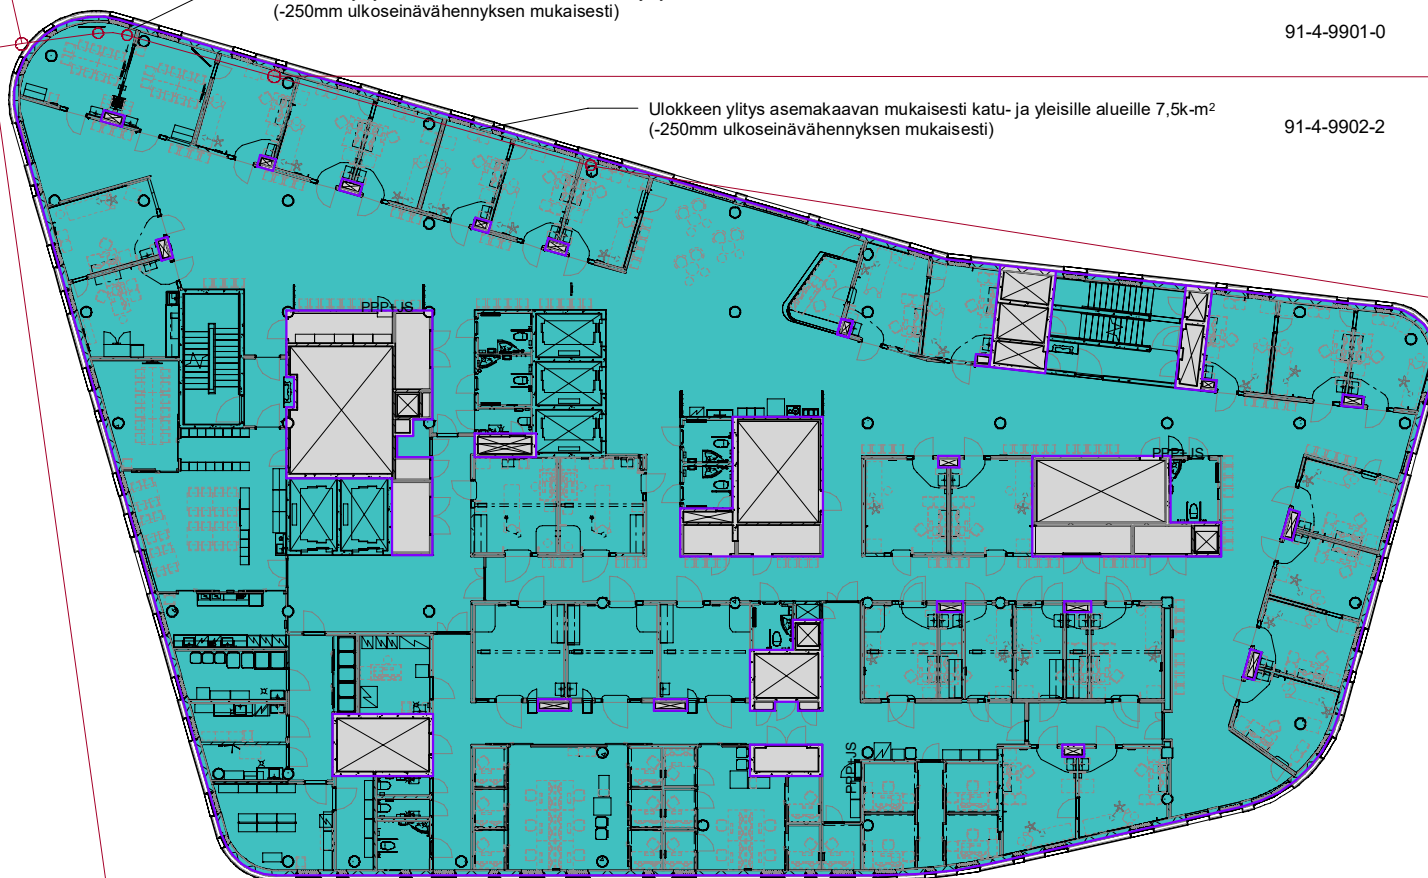 (-250mm ulkoseinävähennyksen mukaisesti)
91-4-9901-0
Ulokkeen ylitys asemakaavan mukaisesti katu- ja yleisille alueille 7,5k-m²
(-250mm ulkoseinävähennyksen mukaisesti)
91-4-9902-2
PPP+JS
PPP+JS
PPP+JS